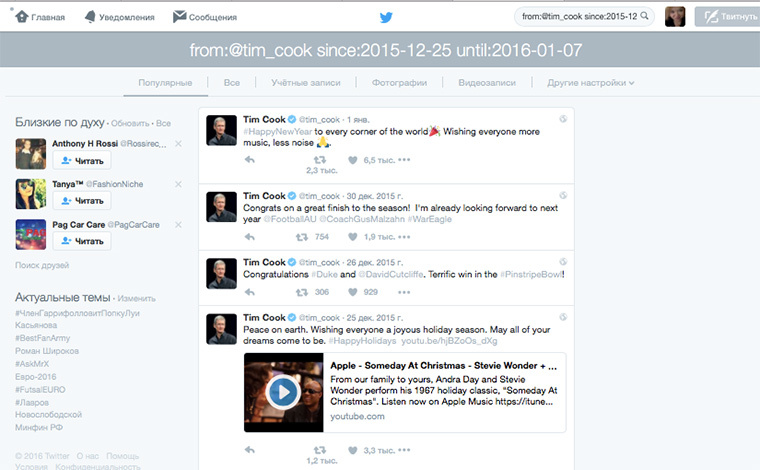 Главная Уведомления Сообщения from:@tim_cook since:2015-12 Твитнуть
from:@tim_cook since:2015-12-25 until:2016-01-07
Популярные Все Учётные записи Фотографии Видеозаписи Другие настройки
Близкие по духу · Обновить · Все
Anthony H Rossi @Rossirec...
Читать
Tanya™ @FashionNiche
Читать
Pag Car Care @PagCarCare
Читать
Поиск друзей
Актуальные темы · Изменить
#ЧленГаррифолловитПопкуЛуи
Касьянова
#BestFanArmy
Роман Широков
#AskMrX
Евро-2016
#FutsalEURO
#Лавров
Новослободской
Минфин РФ
© 2016 Twitter О нас Помощь
Условия Конфиденциальность
Tim Cook @tim_cook · 1 янв.
#HappyNewYear to every corner of the world🎉 Wishing everyone more
music, less noise 🙏.
2,3 тыс. 6,5 тыс.
Tim Cook @tim_cook · 30 дек. 2015 г.
Congrats on a great finish to the season! I'm already looking forward to next
year @FootballAU @CoachGusMalzahn #WarEagle
754 1,9 тыс.
Tim Cook @tim_cook · 26 дек. 2015 г.
Congratulations #Duke and @DavidCutcliffe. Terrific win in the #PinstripeBowl!
306 929
Tim Cook @tim_cook · 25 дек. 2015 г.
Peace on earth. Wishing everyone a joyous holiday season. May all of your
dreams come to be. #HappyHolidays youtu.be/hjBZoOs_dXg
Apple - Someday At Christmas - Stevie Wonder + ...
From our family to yours, Andra Day and Stevie
Wonder perform his 1967 holiday classic, "Someday At
Christmas". Listen now on Apple Music https://itune...
youtube.com
1,2 тыс. 3,3 тыс.